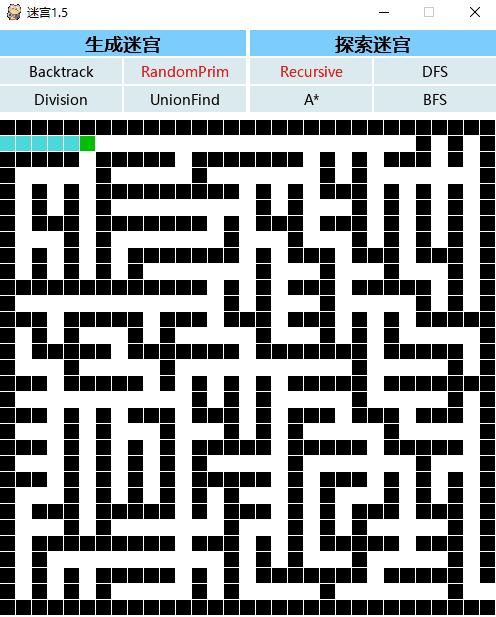 迷宫1.5
生成迷宫 探索迷宫
Backtrack RandomPrim Recursive DFS
Division UnionFind A* BFS